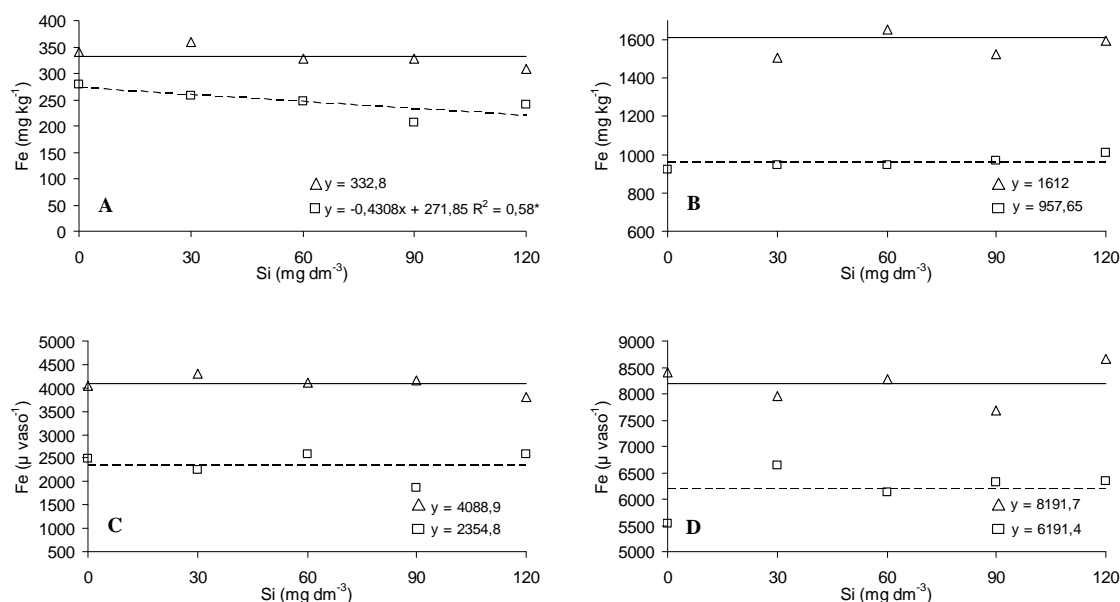 400
350
300
250
200
150
100
50
0
Fe (mg kg⁻¹)
△ y = 332,8
□ y = -0,4308x + 271,85 R² = 0,58*
A
0 30 60 90 120
Si (mg dm⁻³)
1600
1400
1200
1000
800
600
Fe (mg kg⁻¹)
△ y = 1612
□ y = 957,65
B
0 30 60 90 120
Si (mg dm⁻³)
5000
4500
4000
3500
3000
2500
2000
1500
1000
500
Fe (µ vaso⁻¹)
△ y = 4088,9
□ y = 2354,8
C
0 30 60 90 120
Si (mg dm⁻³)
9000
8500
8000
7500
7000
6500
6000
5500
5000
Fe (µ vaso⁻¹)
△ y = 8191,7
□ y = 6191,4
D
0 30 60 90 120
Si (mg dm⁻³)